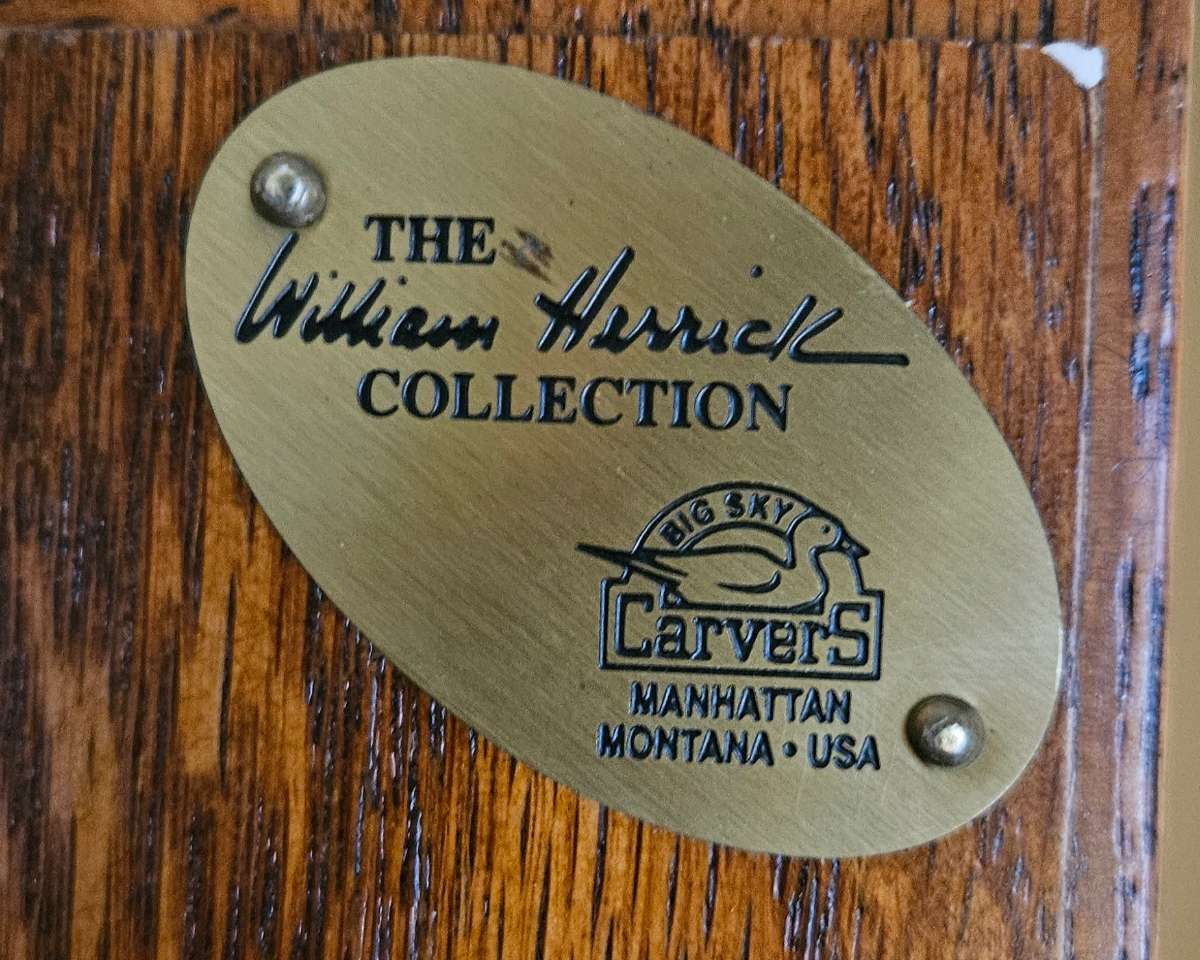 THE
William Herrick
COLLECTION
BIG SKY
CarverS
MANHATTAN
MONTANA • USA